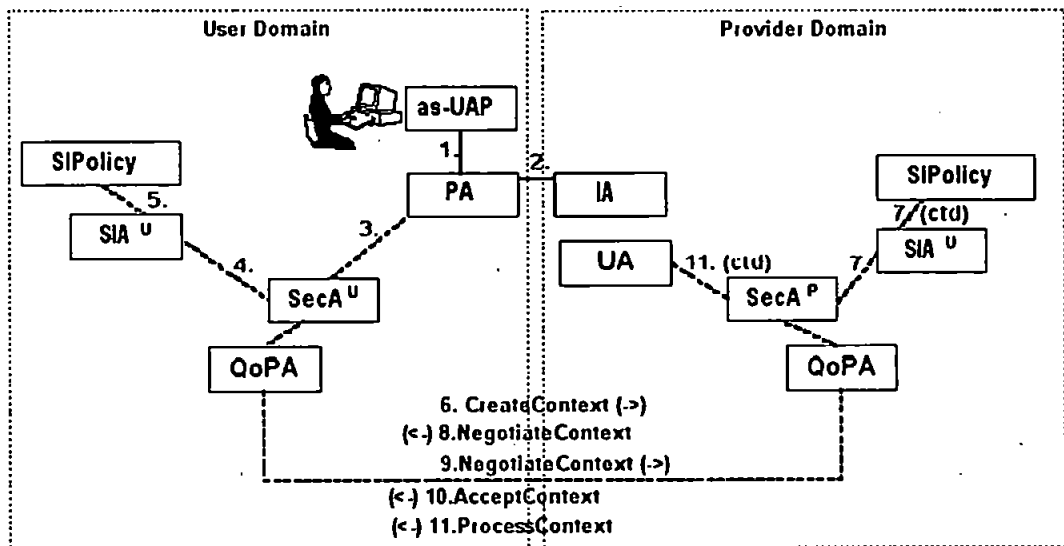 User Domain
Provider Domain
as-UAP
1.
2.
SIPolicy
PA
IA
SIPolicy
5.
7. (ctd)
SIA U
3.
SIA U
4.
UA
11. (ctd)
7.
SecA U
SecA P
QoPA
QoPA
6. CreateContext (->)
(<-) 8.NegotiateContext
9.NegotiateContext (->)
(<-) 10.AcceptContext
(<-) 11.ProcessContext